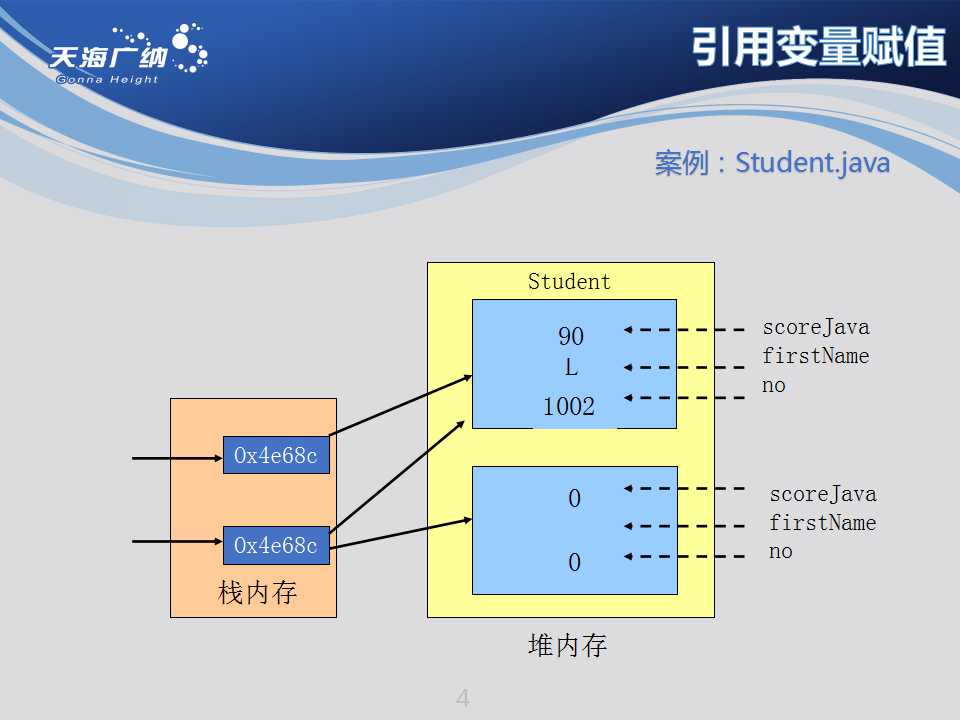 天海广纳
Gonna Height
引用变量赋值
案例：Student.java
Student
90
L
1002
scoreJava
firstName
no
0x4e68c
0x4e68c
栈内存
0
0
scoreJava
firstName
no
堆内存
4